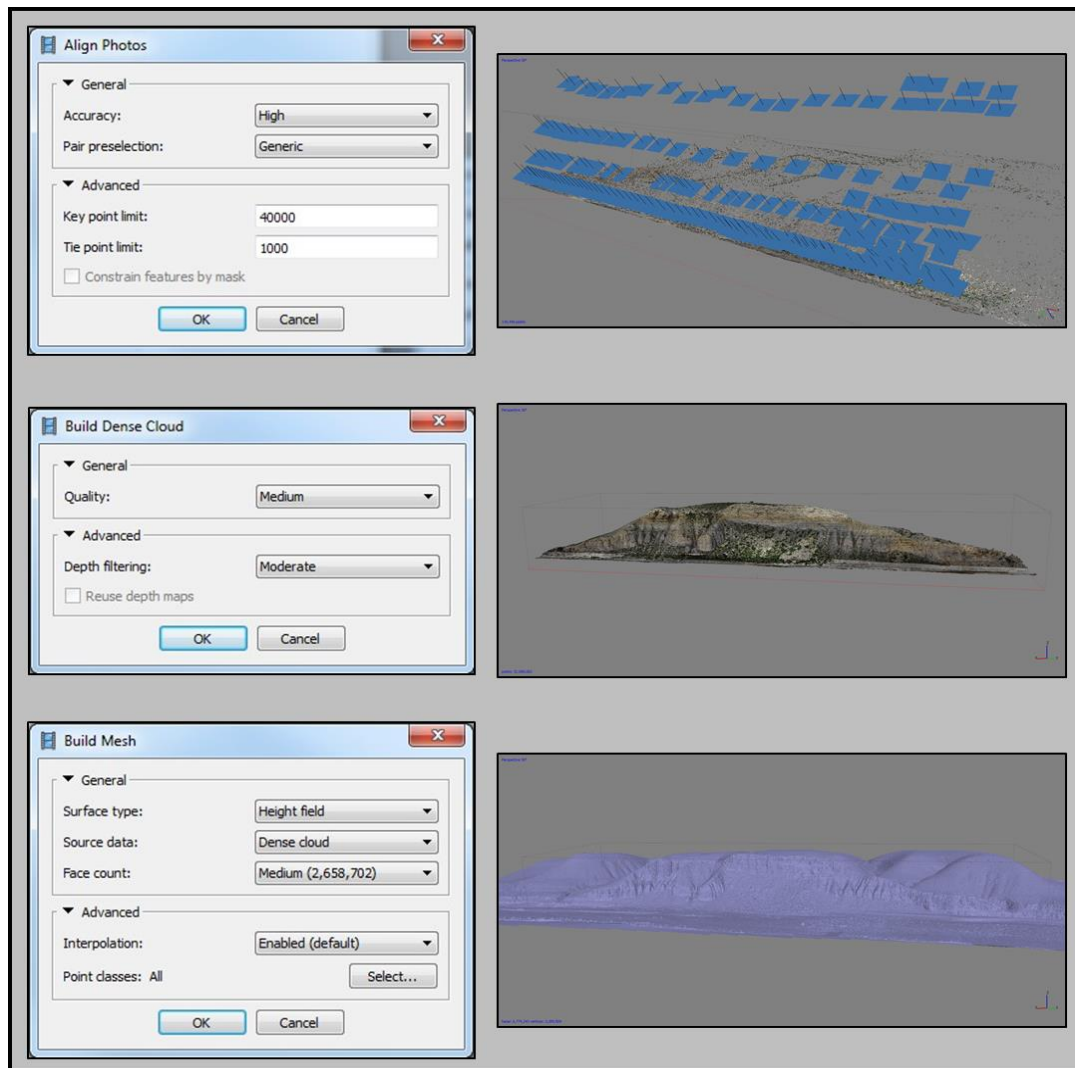 Align Photos
General
Accuracy: High
Pair preselection: Generic
Advanced
Key point limit: 40000
Tie point limit: 1000
Constrain features by mask
OK Cancel
Build Dense Cloud
General
Quality: Medium
Advanced
Depth filtering: Moderate
Reuse depth maps
OK Cancel
Build Mesh
General
Surface type: Height field
Source data: Dense cloud
Face count: Medium (2,658,702)
Advanced
Interpolation: Enabled (default)
Point classes: All Select...
OK Cancel